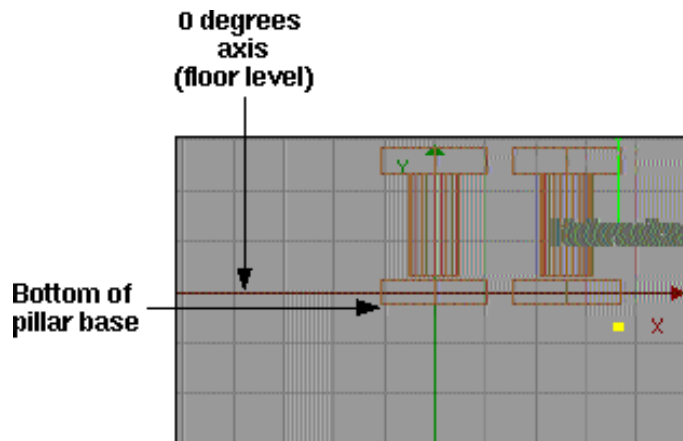 0 degrees
axis
(floor level)
Y
Bottom of
pillar base
X